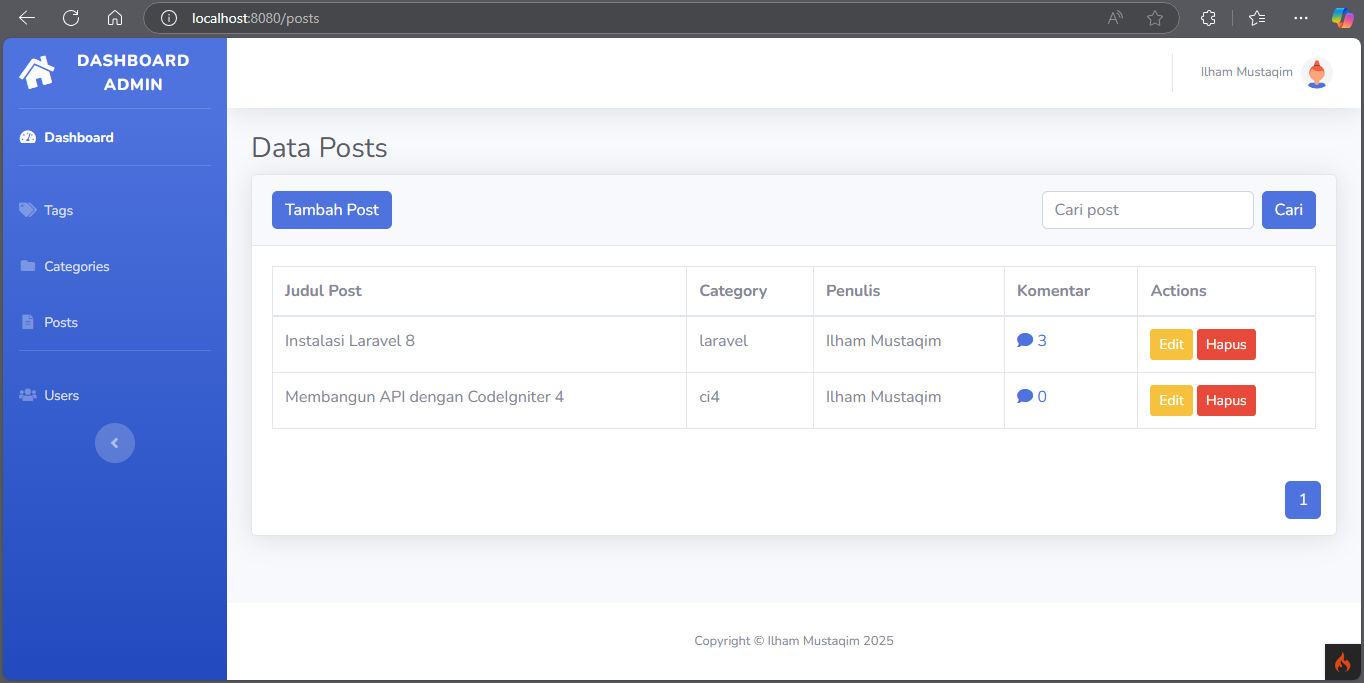 localhost:8080/posts
DASHBOARD
ADMIN
Ilham Mustaqim
Dashboard
Tags
Categories
Posts
Users
Data Posts
Tambah Post
Cari post
Cari
Judul Post Category Penulis Komentar Actions
Instalasi Laravel 8 laravel Ilham Mustaqim 3 Edit Hapus
Membangun API dengan CodeIgniter 4 ci4 Ilham Mustaqim 0 Edit Hapus
1
Copyright © Ilham Mustaqim 2025